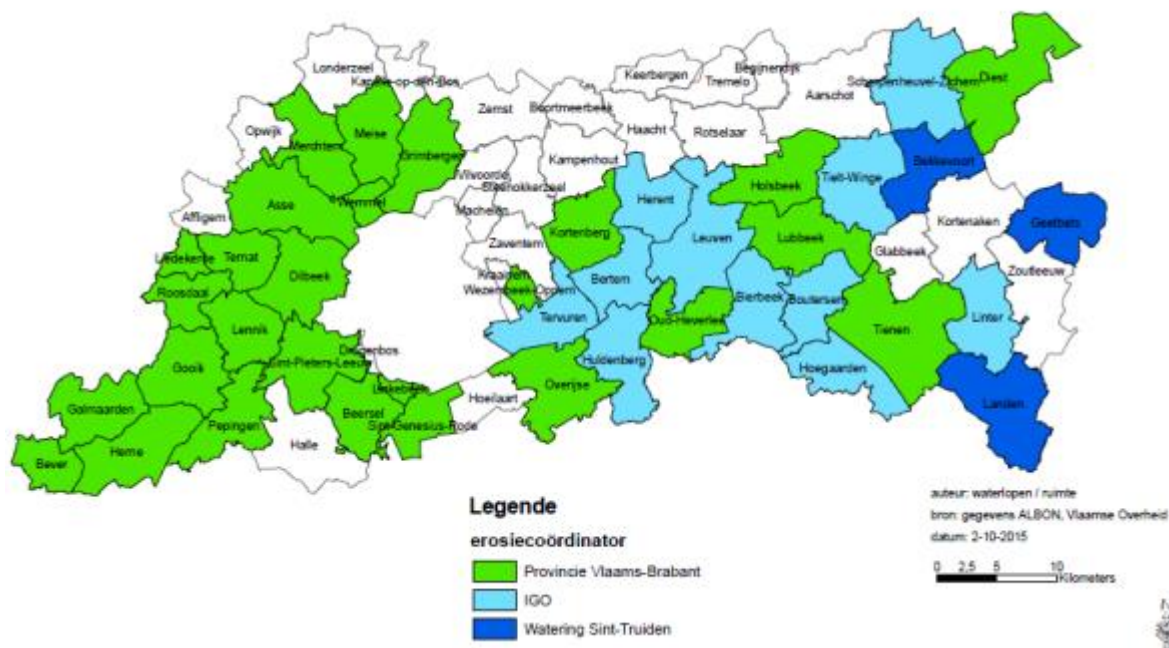 Londerzeel
Kapelle-op-den-Bos
Zemst
Boortmeerbeek
Keerbergen
Tremelo
Begijnendijk
Aarschot
Scherpenheuvel-Zichem
Diest
Opwijk
Merchtem
Meise
Grimbergen
Haacht
Rotselaar
Kampenhout
Vilvoorde
Steenokkerzeel
Holsbeek
Tielt-Winge
Bekkevoort
Affligem
Asse
Wemmel
Machelen
Herent
Kortenaken
Geetbets
Zaventem
Kortenberg
Leuven
Lubbeek
Glabbeek
Zoutleeuw
Liedekerke
Ternat
Dilbeek
Kraainem
Wezembeek-Oppem
Bertem
Roosdaal
Bierbeek
Boutersem
Lennik
Tervuren
Oud-Heverlee
Tienen
Linter
Drogenbos
Gooik
Sint-Pieters-Leeuw
Huldenberg
Hoegaarden
Linkebeek
Overijse
Hoeilaart
Galmaarden
Pepingen
Beersel
Sint-Genesius-Rode
Landen
Halle
Bever
Herne
Legende
erosiecoördinator
Provincie Vlaams-Brabant
IGO
Watering Sint-Truiden
auteur: waterlopen / ruimte
bron: gegevens ALBON, Vlaamse Overheid
datum: 2-10-2015
0 2,5 5 10
Kilometers